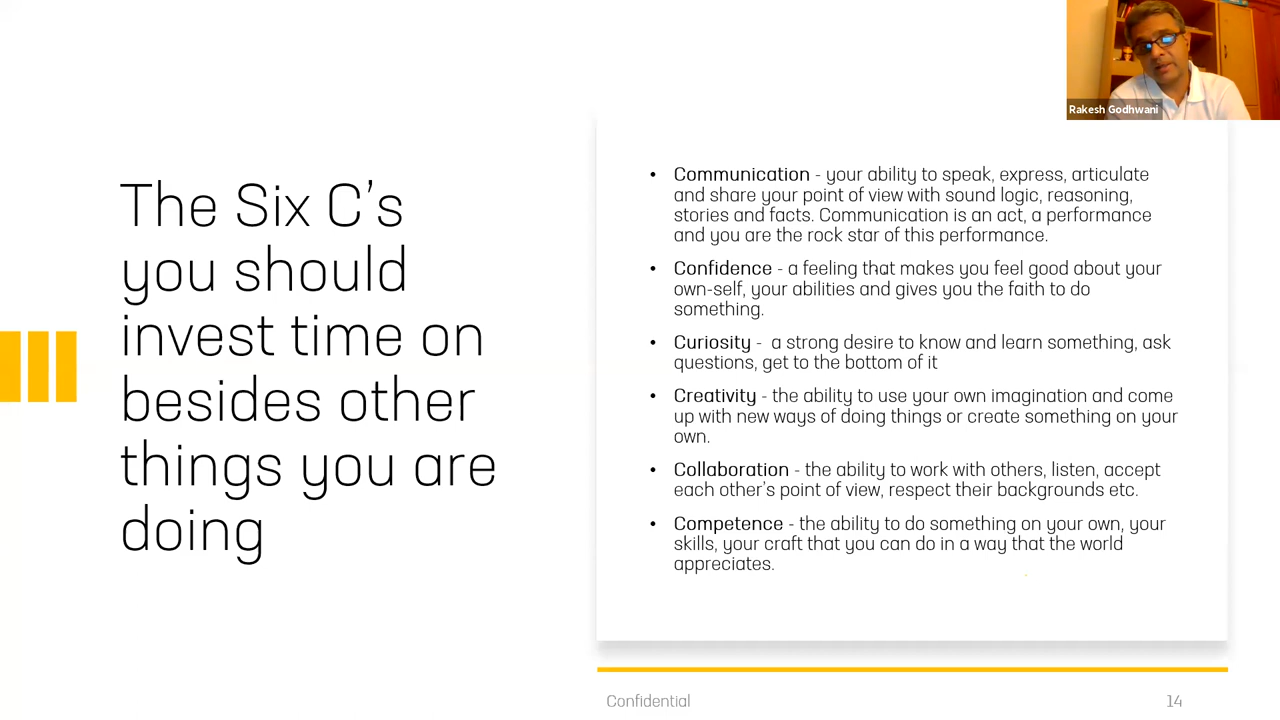 Rakesh Godhwani
The Six C's
you should
invest time on
besides other
things you are
doing
• Communication - your ability to speak, express, articulate
and share your point of view with sound logic, reasoning,
stories and facts. Communication is an act, a performance
and you are the rock star of this performance.
• Confidence - a feeling that makes you feel good about your
own-self, your abilities and gives you the faith to do
something.
• Curiosity - a strong desire to know and learn something, ask
questions, get to the bottom of it
• Creativity - the ability to use your own imagination and come
up with new ways of doing things or create something on your
own.
• Collaboration - the ability to work with others, listen, accept
each other's point of view, respect their backgrounds etc.
• Competence - the ability to do something on your own, your
skills, your craft that you can do in a way that the world
appreciates.
Confidential
14